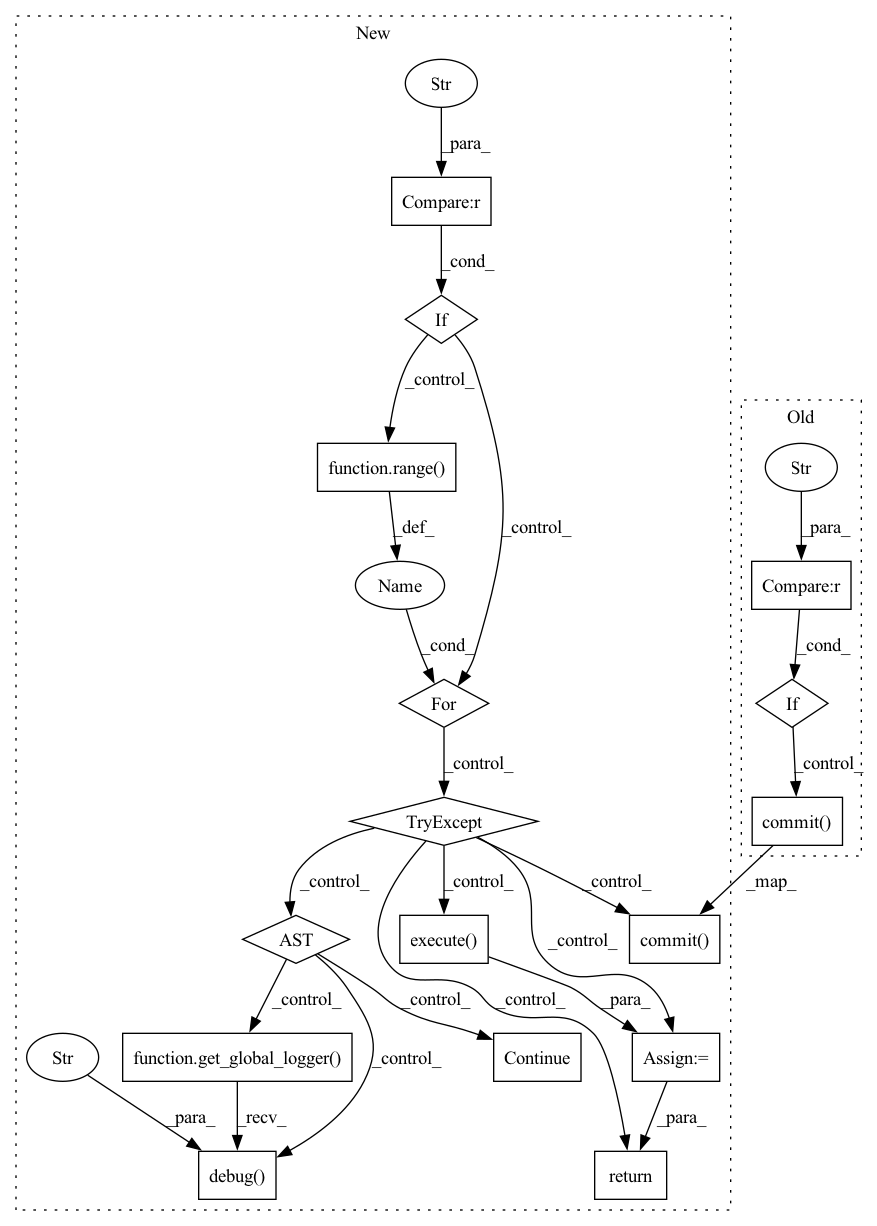 New
Str
_para_
Compare:r
_cond_
If
_control_
Old
function.range()
Str
_def_
_control_
_para_
Name
Compare:r
_cond_
_cond_
For
If
_control_
_control_
TryExcept
commit()
_control_
_control_
_control_
_map_
AST
execute()
commit()
_control_
_control_
_control_
_control_
_para_
Str
function.get_global_logger()
Continue
Assign:=
_para_
_recv_
_control_
_para_
debug()
return